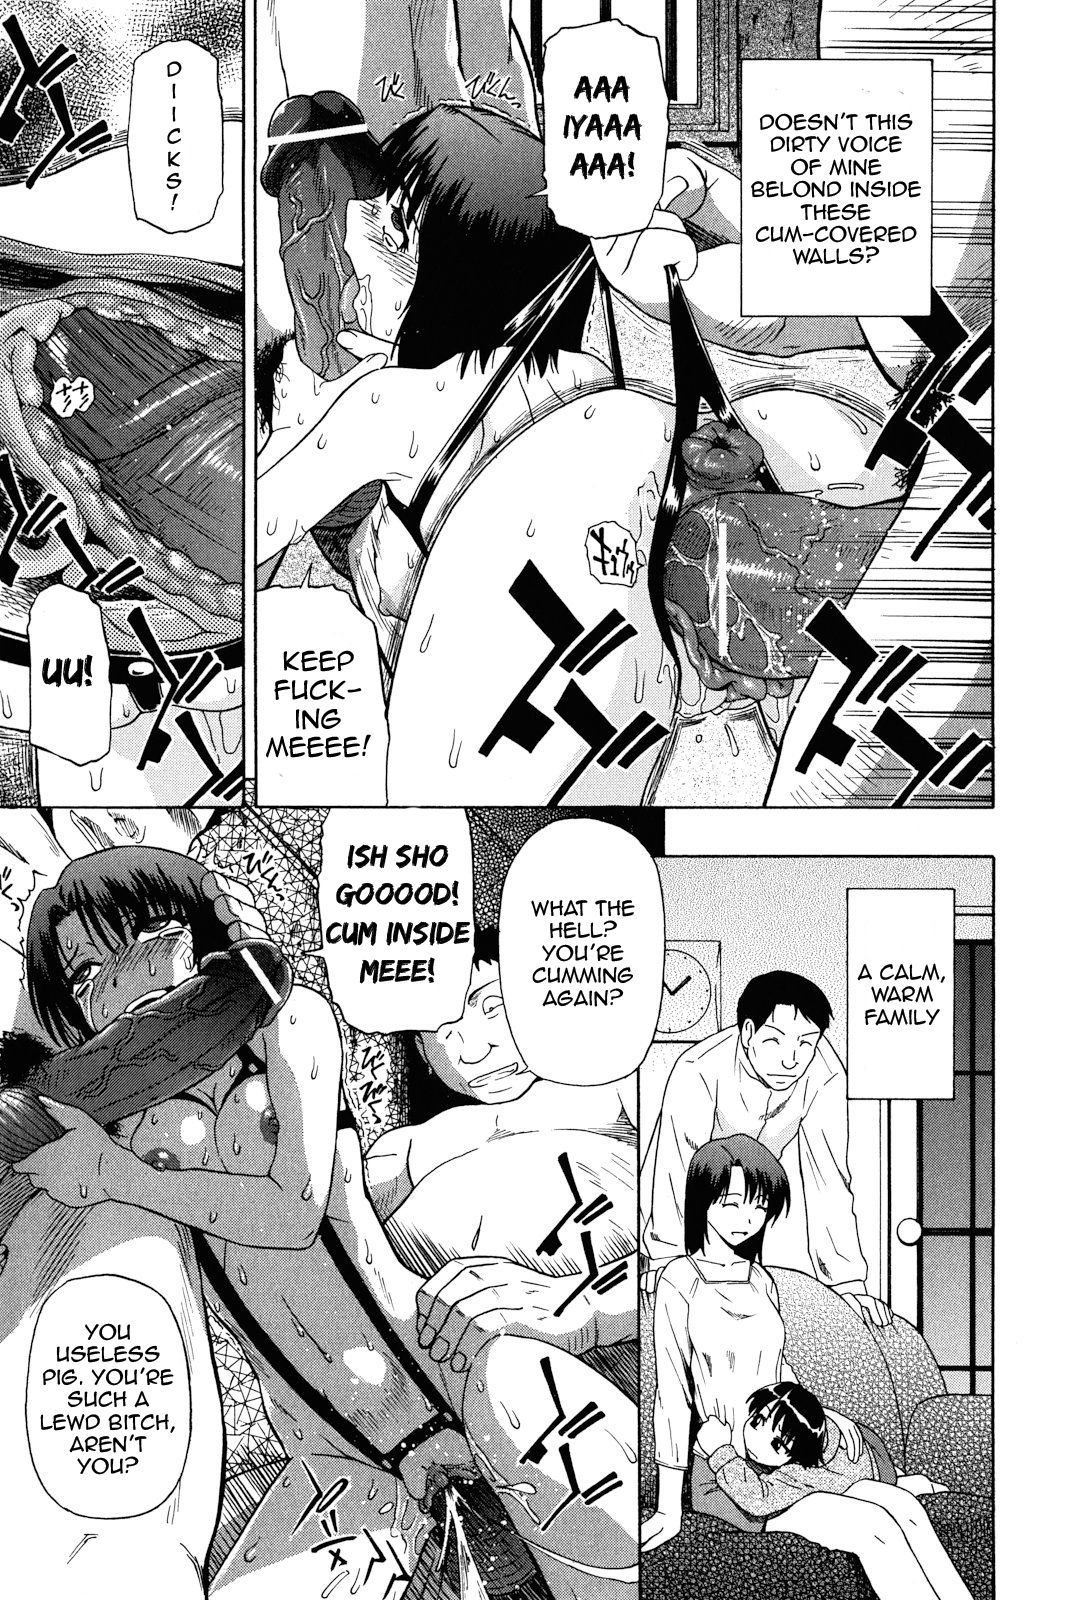 DOESN'T THIS
DIRTY VOICE
OF MINE
BELOND INSIDE
THESE
CUM-COVERED
WALLS?
AAA
IYAAA
AAA!
KEEP
FUCK-
ING
MEEEE!
DIICKS!
UU!
A CALM,
WARM
FAMILY
WHAT THE
HELL?
YOU'RE
CUMMING
AGAIN?
ISH SHO
GOOOOD!
CUM INSIDE
MEEE!
YOU
USELESS
PIG. YOU'RE
SUCH A
LEWD BITCH,
AREN'T
YOU?